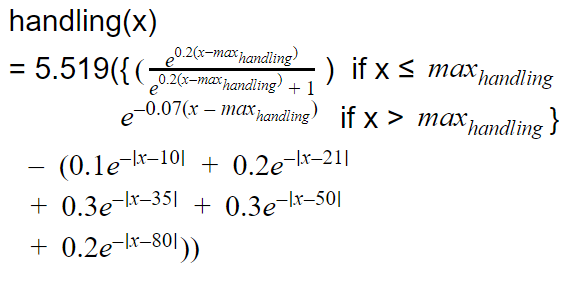 handling(x)
= 5.519({ ( e^{0.2(x−max_{handling})} / e^{0.2(x−max_{handling})} + 1 ) if x ≤ max_{handling}
e^{−0.07(x − max_{handling})} if x > max_{handling} }
− (0.1e^{−|x−10|} + 0.2e^{−|x−21|}
+ 0.3e^{−|x−35|} + 0.3e^{−|x−50|}
+ 0.2e^{−|x−80|}))